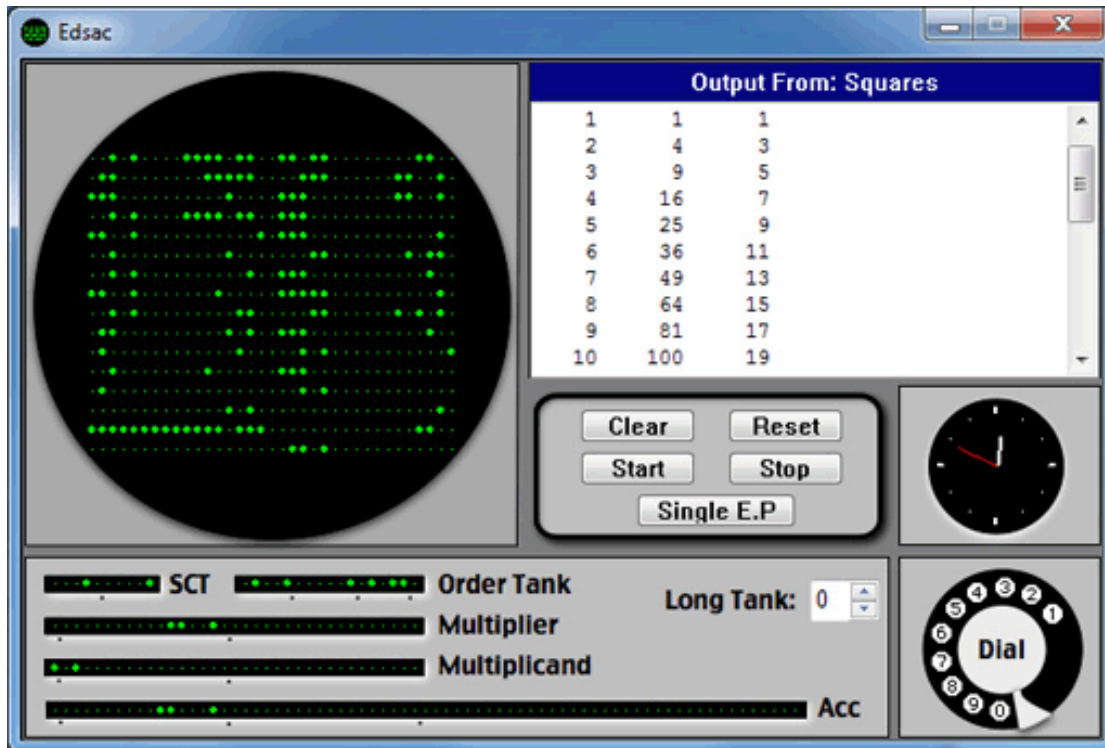 Edsac
Output From: Squares
1 1 1
2 4 3
3 9 5
4 16 7
5 25 9
6 36 11
7 49 13
8 64 15
9 81 17
10 100 19
Clear Reset
Start Stop
Single E.P
SCT Order Tank
Long Tank: 0
Multiplier
Multiplicand
Acc
1 2 3 4 5 6 7 8 9 0
Dial